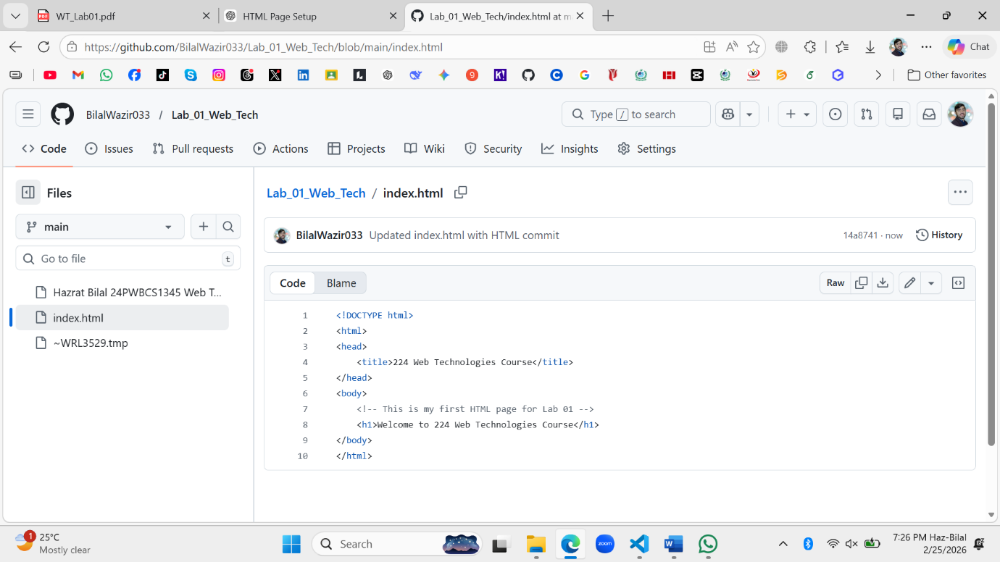 WT_Lab01.pdf
HTML Page Setup
Lab_01_Web_Tech/index.html at m
https://github.com/BilalWazir033/Lab_01_Web_Tech/blob/main/index.html
Chat
Other favorites
BilalWazir033 / Lab_01_Web_Tech
Type / to search
Code
Issues
Pull requests
Actions
Projects
Wiki
Security
Insights
Settings
Files
main
Go to file
t
Hazrat Bilal 24PWBCS1345 Web T...
index.html
~WRL3529.tmp
Lab_01_Web_Tech / index.html
BilalWazir033 Updated index.html with HTML commit
14a8741 · now
History
Code
Blame
Raw
1 <!DOCTYPE html>
2 <html>
3 <head>
4 <title>224 Web Technologies Course</title>
5 </head>
6 <body>
7 <!-- This is my first HTML page for Lab 01 -->
8 <h1>Welcome to 224 Web Technologies Course</h1>
9 </body>
10 </html>
1
25°C
Mostly clear
Search
zoom
7:26 PM Haz-Bilal
2/25/2026